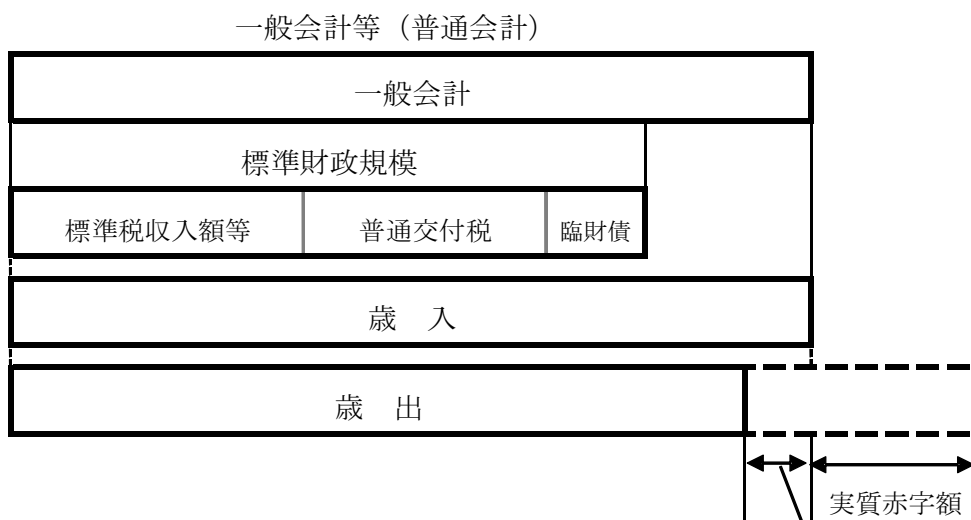 一般会計等（普通会計）
一般会計
標準財政規模
標準税収入額等
普通交付税
臨財債
歳　入
歳　出
実質赤字額